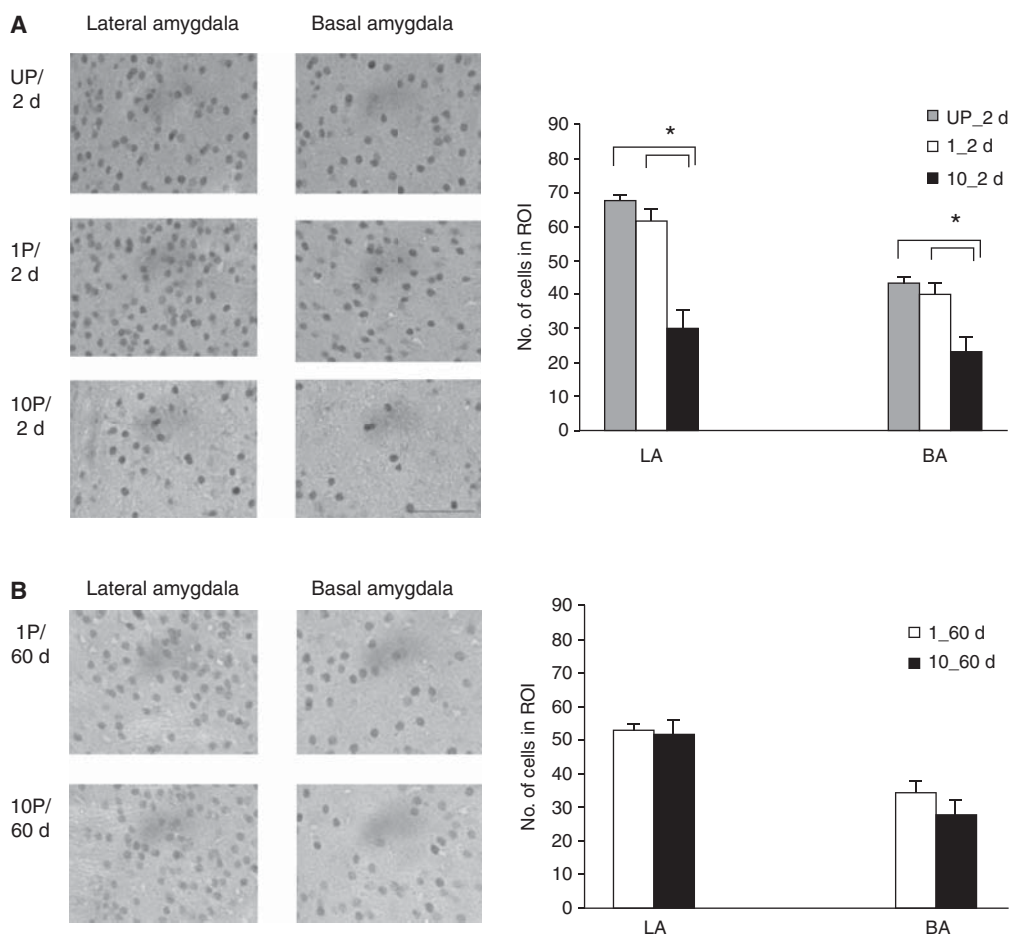 A
Lateral amygdala
Basal amygdala
UP/
2 d
1P/
2 d
10P/
2 d
No. of cells in ROI
90
80
70
60
50
40
30
20
10
0
*
*
UP_2 d
1_2 d
10_2 d
LA
BA
B
Lateral amygdala
Basal amygdala
1P/
60 d
10P/
60 d
No. of cells in ROI
90
80
70
60
50
40
30
20
10
0
1_60 d
10_60 d
LA
BA